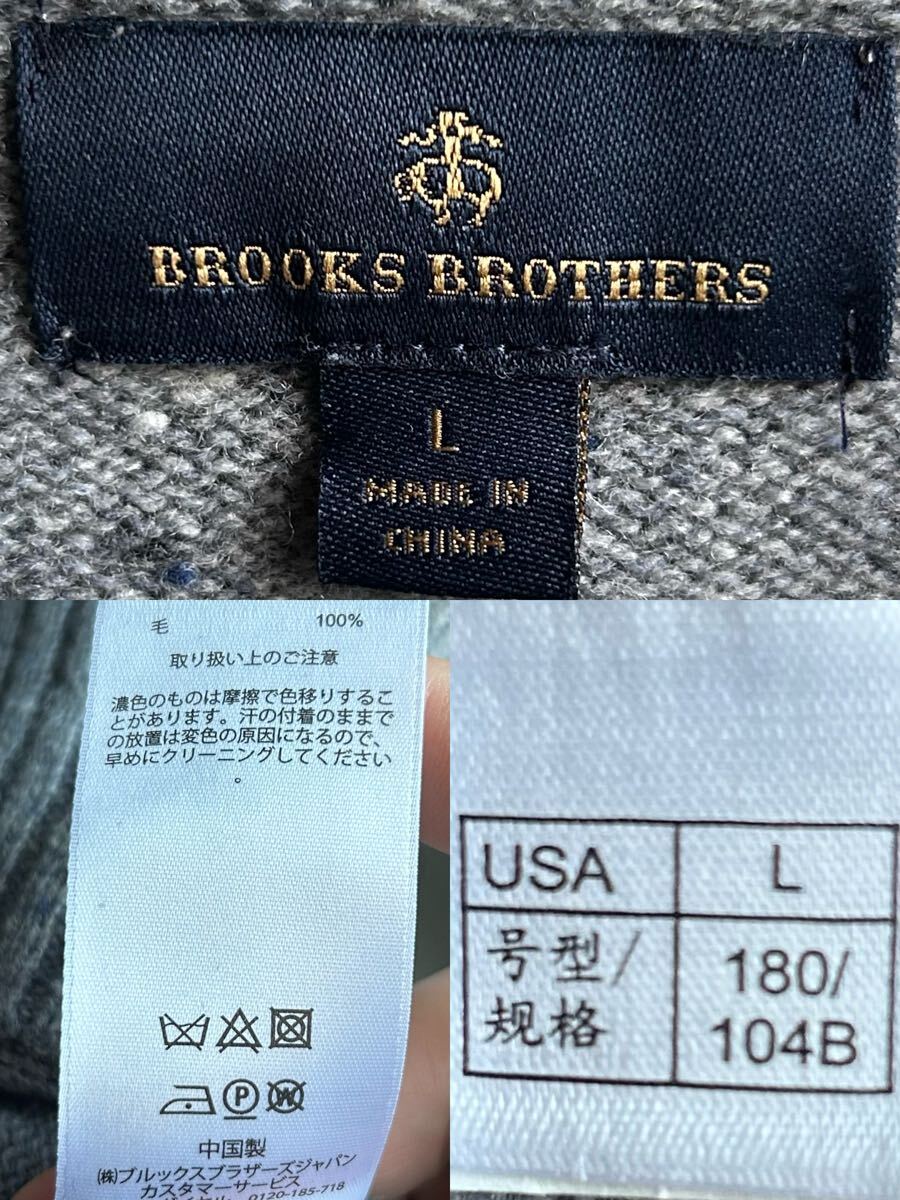 BROOKS BROTHERS
L
MADE IN
CHINA
毛 100%
取り扱い上のご注意
濃色のものは摩擦で色移りするこ
とがあります。汗の付着のままで
の放置は変色の原因になるので、
早めにクリーニングしてください
。
P W
中国製
㈱ブルックスブラザーズジャパン
カスタマーサービス
0120-185-718
USA L
号型/
规格
180/
104B